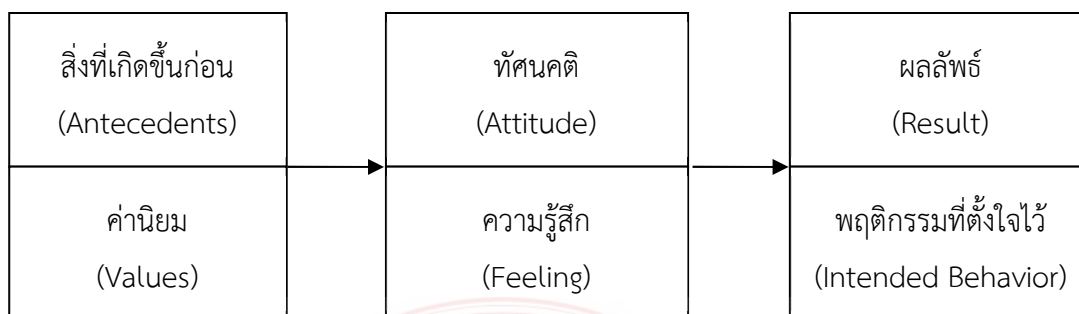 สิ่งที่เกิดขึ้นก่อน
(Antecedents)
ค่านิยม
(Values)
ทัศนคติ
(Attitude)
ความรู้สึก
(Feeling)
ผลลัพธ์
(Result)
พฤติกรรมที่ตั้งใจไว้
(Intended Behavior)